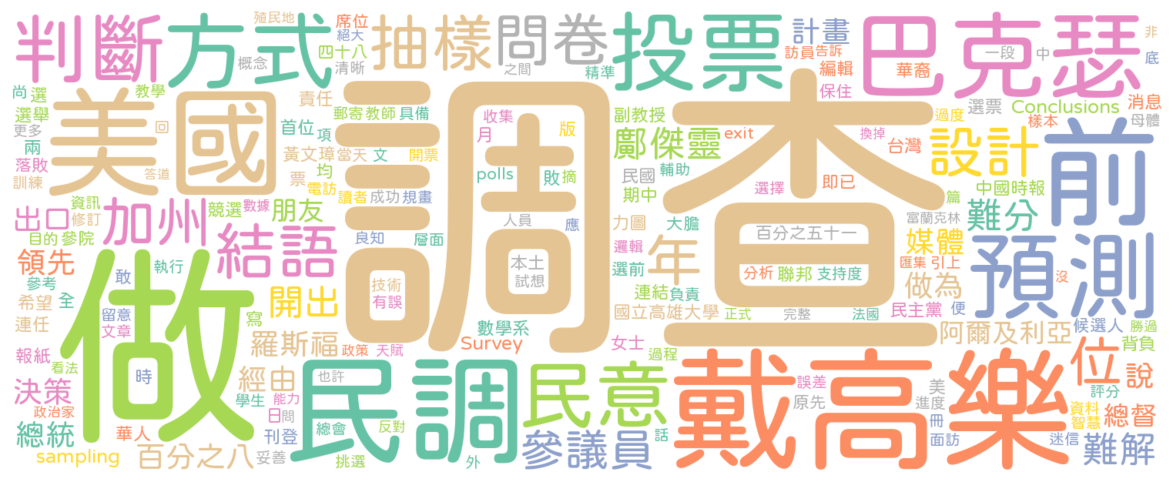 調查
做
戴高樂
美國
民調
前
預測
投票
巴克瑟
判斷
方式
抽樣
問卷
民意
結語
加州
設計
位
年
參議員
鄺傑靈
難分
難解
開出
羅斯福
經由
百分之八
決策
總統
領先
出口
朋友
計畫
媒體
做為
阿爾及利亞
說
總督
Survey
sampling
Conclusions
exit
polls
殖民地
席位
絕大
四十八
清晰
概念
之間
精準
訪員
告訴
編輯
保住
華裔
一段
中
非
底
尚
選
教學
選舉
更多
兩
落敗
訓練
回
答道
責任
郵寄
教師
具備
首位
項
黃文璋
當天
文
開票
均
票
電訪
讀者
成功
規畫
收集
月
版
敗
摘
人員
應
本土
試想
技術
有誤
副教授
民國
輔助
期中
力圖
大膽
邏輯
選前
百分之五十一
分析
聯邦
支持度
匯集
引上
連結
負責
國立高雄大學
正式
完整
法國
選擇
即已
換掉
台灣
過度
選票
樣本
母體
消息
中國時報
篇
富蘭克林
沒
民主黨
便
候選人
勝過
背負
資訊
修訂
競選
數據
目的
參院
良知
層面
參考
希望
全
敢
執行
留意
文章
寫
連任
報紙
看法
時
政策
天賦
數學系
女士
過程
誤差
原先
美
進度
冊
面訪
評分
資料
智慧
迷信
政治家
華人
學生
能力
日
問
刊登
總會
妥善
也許
反對
挑選
外
話